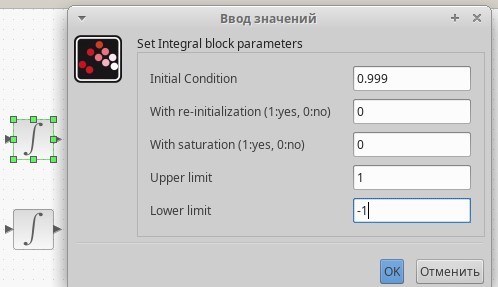 Ввод значений
Set Integral block parameters
Initial Condition 0.999
With re-initialization (1:yes, 0:no) 0
With saturation (1:yes, 0:no) 0
Upper limit 1
Lower limit -1
OK Отменить
∫
∫